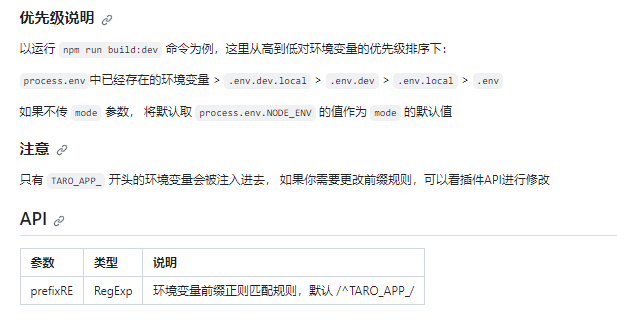 优先级说明
以运行 npm run build:dev 命令为例，这里从高到低对环境变量的优先级排序下：
process.env 中已经存在的环境变量 > .env.dev.local > .env.dev > .env.local > .env
如果不传 mode 参数， 将默认取 process.env.NODE_ENV 的值作为 mode 的默认值
注意
只有 TARO_APP_ 开头的环境变量会被注入进去， 如果你需要更改前缀规则，可以看插件API进行修改
API
参数 类型 说明
prefixRE RegExp 环境变量前缀正则匹配规则，默认 /^TARO_APP_/